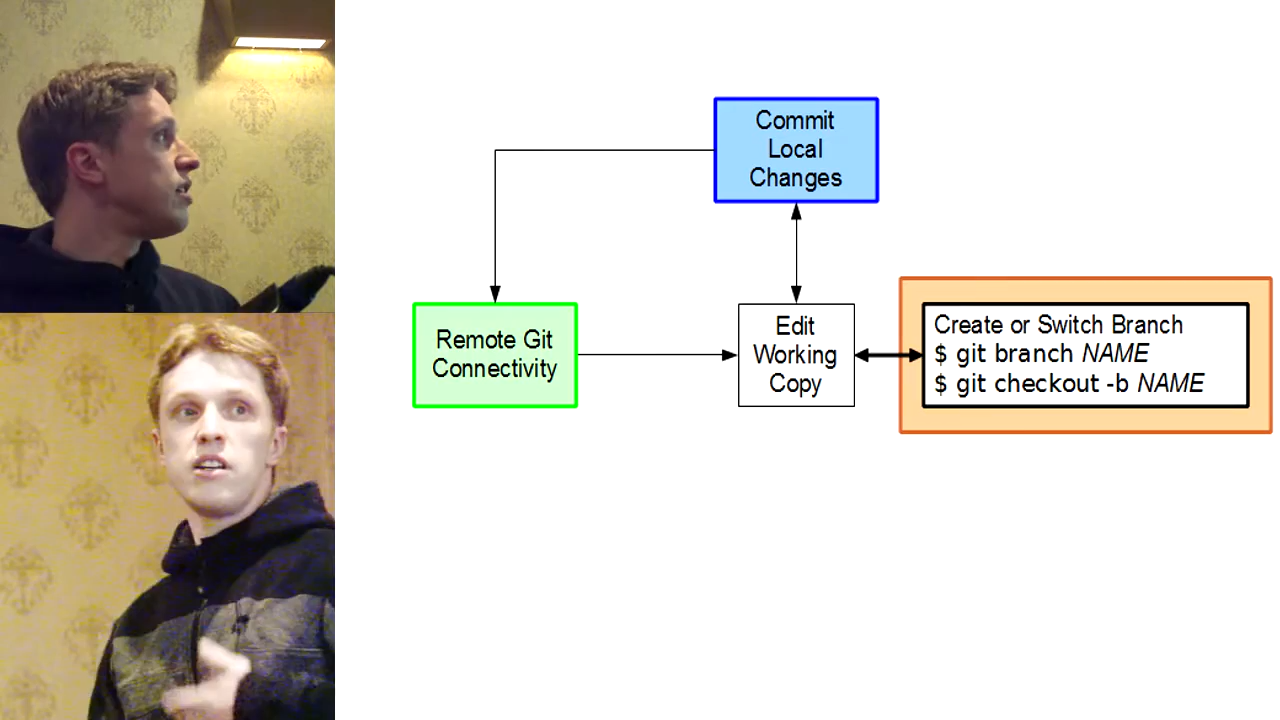 Commit
Local
Changes
Remote Git
Connectivity
Edit
Working
Copy
Create or Switch Branch
$ git branch NAME
$ git checkout -b NAME